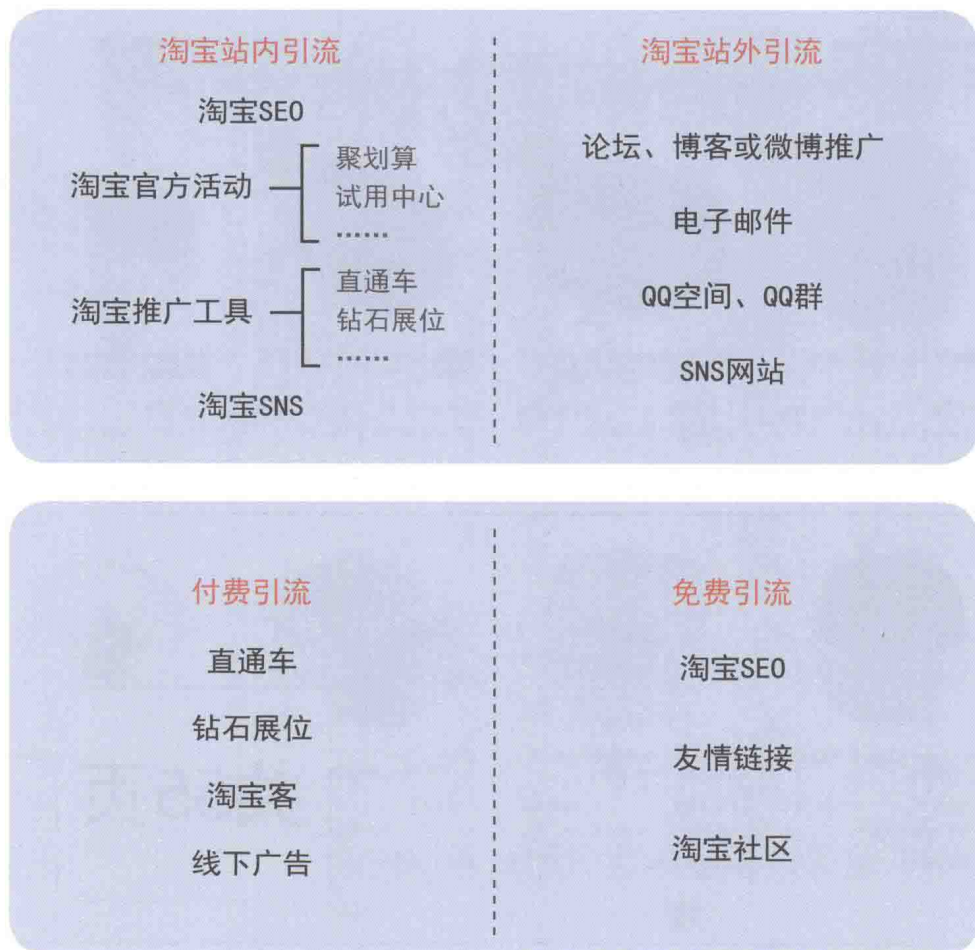 淘宝站内引流
淘宝SEO
淘宝官方活动
聚划算
试用中心
……
淘宝推广工具
直通车
钻石展位
……
淘宝SNS
淘宝站外引流
论坛、博客或微博推广
电子邮件
QQ空间、QQ群
SNS网站
付费引流
直通车
钻石展位
淘宝客
线下广告
免费引流
淘宝SEO
友情链接
淘宝社区